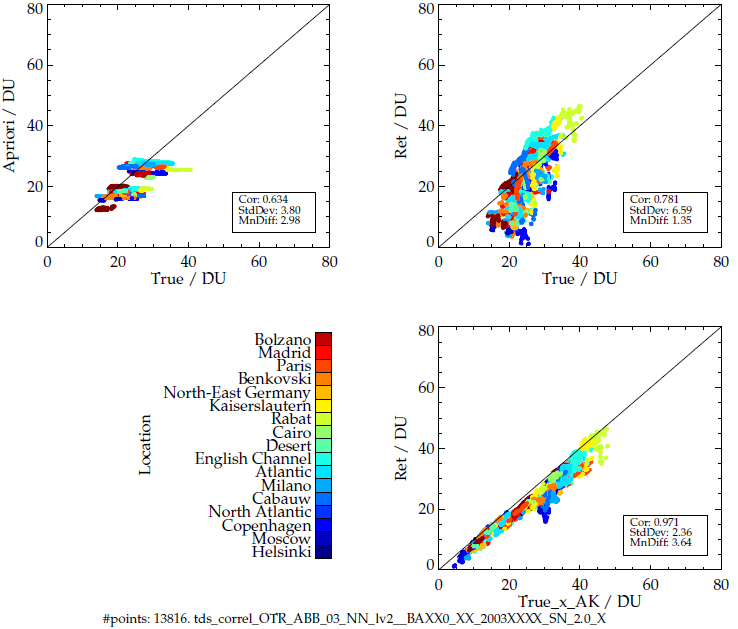 80
60
40
20
0
Apriori / DU
Cor: 0.634
StdDev: 3.80
MnDiff: 2.98
0 20 40 60 80
True / DU
80
60
40
20
0
Ret / DU
Cor: 0.781
StdDev: 6.59
MnDiff: 1.35
0 20 40 60 80
True / DU
Location
Bolzano
Madrid
Paris
Benkovski
North-East Germany
Kaiserslautern
Rabat
Cairo
Desert
English Channel
Atlantic
Milano
Cabauw
North Atlantic
Copenhagen
Moscow
Helsinki
80
60
40
20
0
Ret / DU
Cor: 0.971
StdDev: 2.36
MnDiff: 3.64
0 20 40 60 80
True_x_AK / DU
#points: 13816. tds_correl_OTR_ABB_03_NN_lv2__BAXX0_XX_2003XXXX_SN_2.0_X